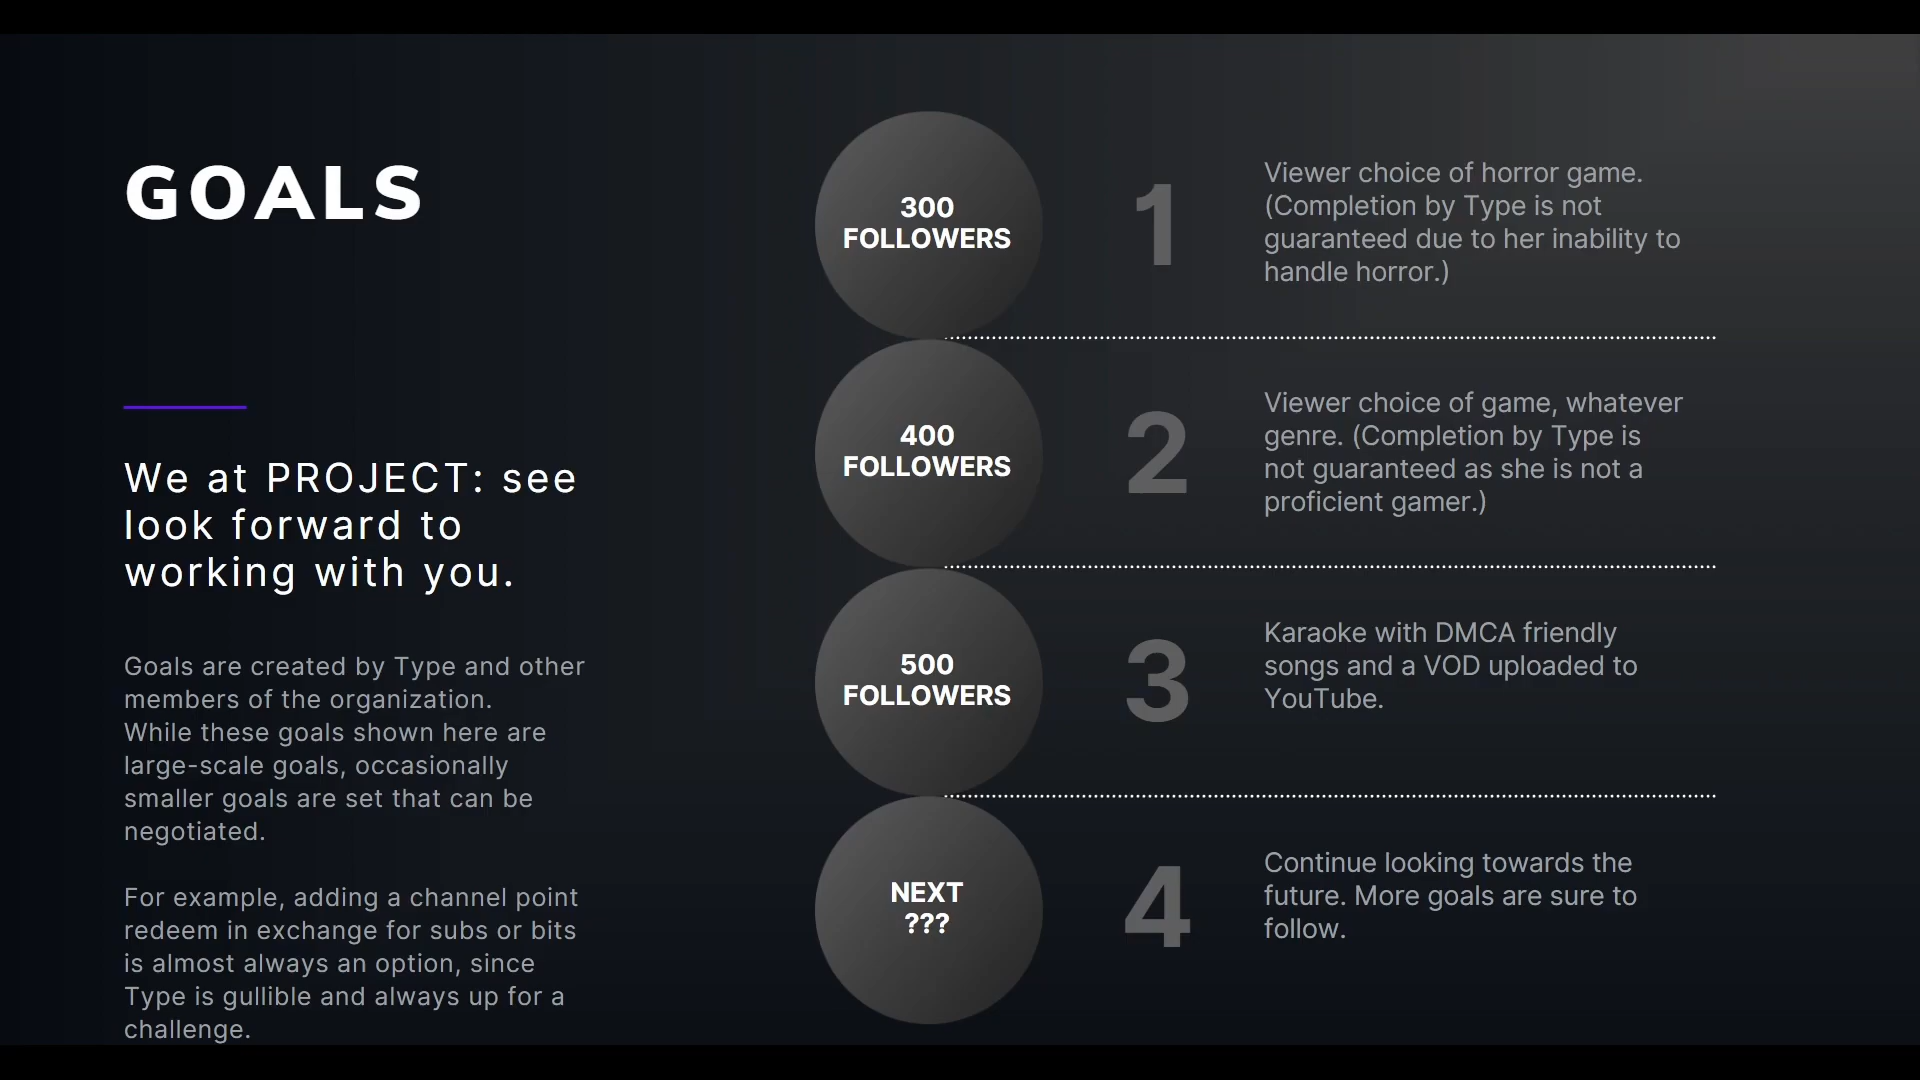 GOALS
We at PROJECT: see
look forward to
working with you.
Goals are created by Type and other
members of the organization.
While these goals shown here are
large-scale goals, occasionally
smaller goals are set that can be
negotiated.
For example, adding a channel point
redeem in exchange for subs or bits
is almost always an option, since
Type is gullible and always up for a
challenge.
300
FOLLOWERS
1
Viewer choice of horror game.
(Completion by Type is not
guaranteed due to her inability to
handle horror.)
400
FOLLOWERS
2
Viewer choice of game, whatever
genre. (Completion by Type is
not guaranteed as she is not a
proficient gamer.)
500
FOLLOWERS
3
Karaoke with DMCA friendly
songs and a VOD uploaded to
YouTube.
NEXT
???
4
Continue looking towards the
future. More goals are sure to
follow.